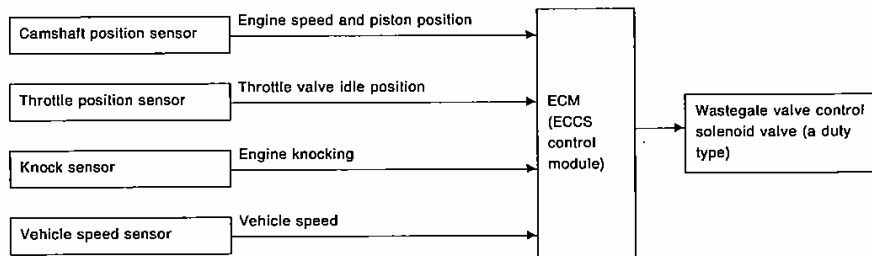 Camshaft position sensor
Engine speed and piston position
Throttle position sensor
Throttle valve idle position
Knock sensor
Engine knocking
Vehicle speed sensor
Vehicle speed
ECM
(ECCS
control
module)
Wastegate valve control
solenoid valve (a duty
type)